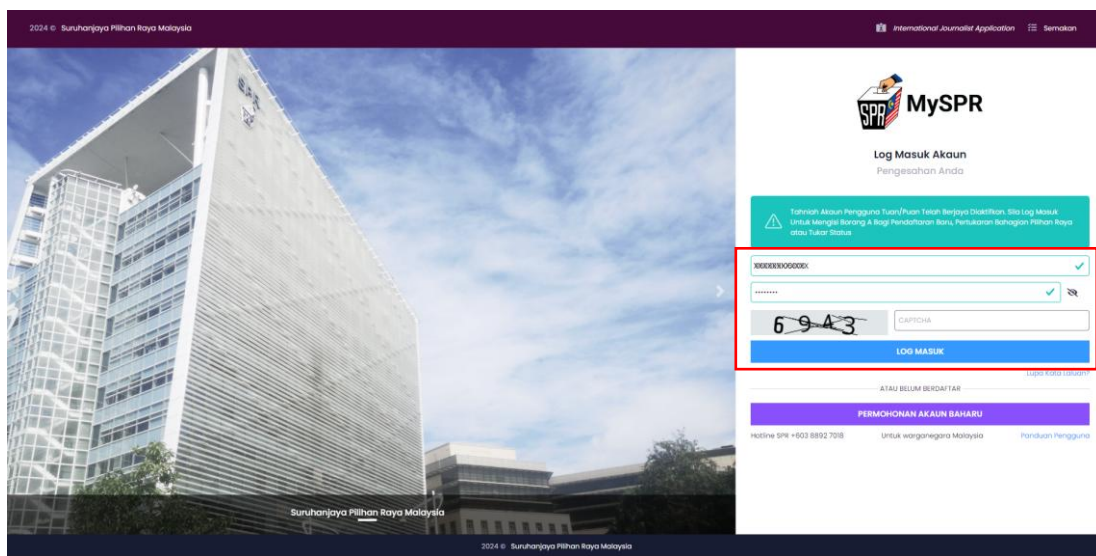 2024 © Suruhanjaya Pilihan Raya Malaysia
International Journalist Application
Semakan
SPR
SPR
MySPR
Log Masuk Akaun
Pengesahan Anda
Tahniah Akaun Pengguna Tuan/Puan Telah Berjaya Diaktifkan. Sila Log Masuk
Untuk Mengisi Borang A Bagi Pendaftaran Baru, Pertukaran Bahagian Pilihan Raya
atau Tukar Status
6943
CAPTCHA
LOG MASUK
Lupa Kata Laluan?
ATAU BELUM BERDAFTAR
PERMOHONAN AKAUN BAHARU
Hotline SPR +603 8892 7018
Untuk warganegara Malaysia
Panduan Pengguna
Suruhanjaya Pilihan Raya Malaysia
2024 © Suruhanjaya Pilihan Raya Malaysia